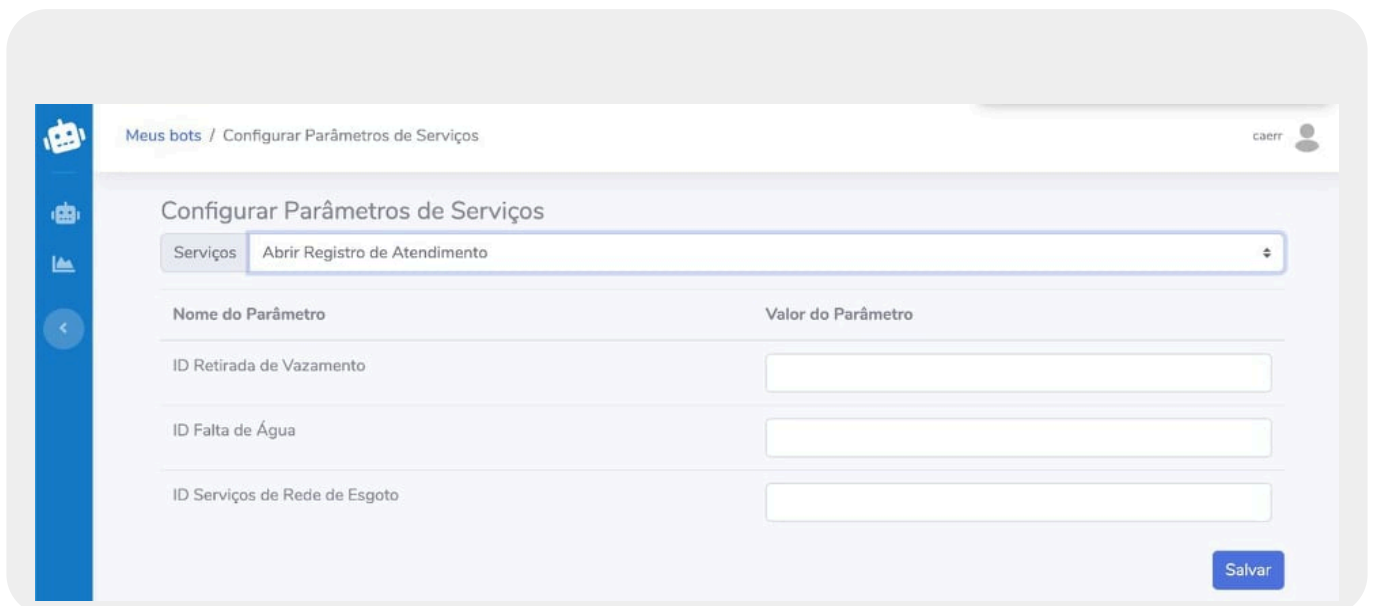 Meus bots / Configurar Parâmetros de Serviços
caerr
Configurar Parâmetros de Serviços
Serviços Abrir Registro de Atendimento
Nome do Parâmetro Valor do Parâmetro
ID Retirada de Vazamento
ID Falta de Água
ID Serviços de Rede de Esgoto
Salvar